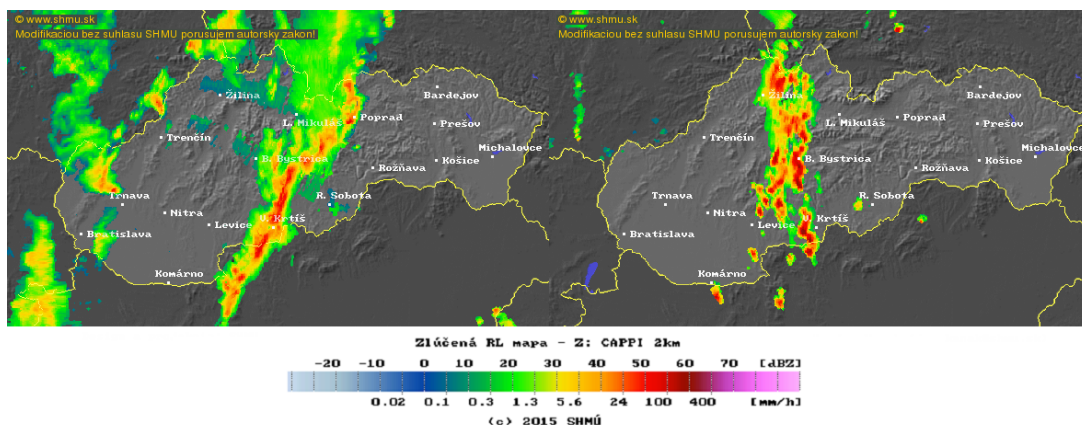 © www.shmu.sk
Modifikaciou bez suhlasu SHMU porusujem autorsky zakon!
Žilina
Bardejov
L. Mikuláš
Poprad
Prešov
Trenčín
Michalovce
B. Bystrica
Košice
Rožňava
Trnava
R. Sobota
Nitra
V. Krtíš
Levice
Bratislava
Komárno
© www.shmu.sk
Modifikaciou bez suhlasu SHMU porusujem autorsky zakon!
Žilina
Bardejov
L. Mikuláš
Poprad
Prešov
Trenčín
Michalovce
B. Bystrica
Košice
Rožňava
Trnava
R. Sobota
Nitra
V. Krtíš
Levice
Bratislava
Komárno
Zlúčená RL mapa - Z: CAPPI 2km
-20 -10 0 10 20 30 40 50 60 70 [dBZ]
0.02 0.1 0.3 1.3 5.6 24 100 400 [mm/h]
(c) 2015 SHMÚ